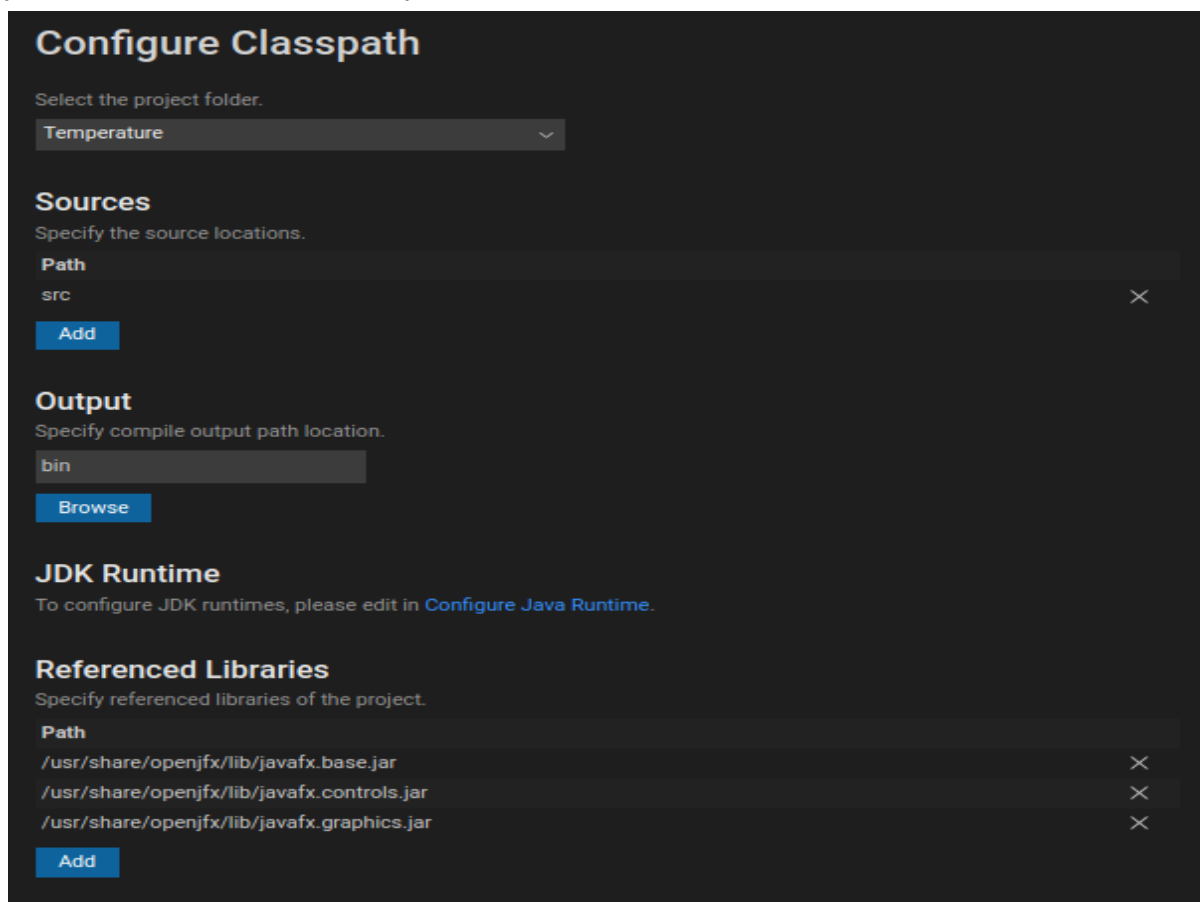 Configure Classpath
Select the project folder.
Temperature
Sources
Specify the source locations.
Path
src
Add
Output
Specify compile output path location.
bin
Browse
JDK Runtime
To configure JDK runtimes, please edit in Configure Java Runtime.
Referenced Libraries
Specify referenced libraries of the project.
Path
/usr/share/openjfx/lib/javafx.base.jar
/usr/share/openjfx/lib/javafx.controls.jar
/usr/share/openjfx/lib/javafx.graphics.jar
Add